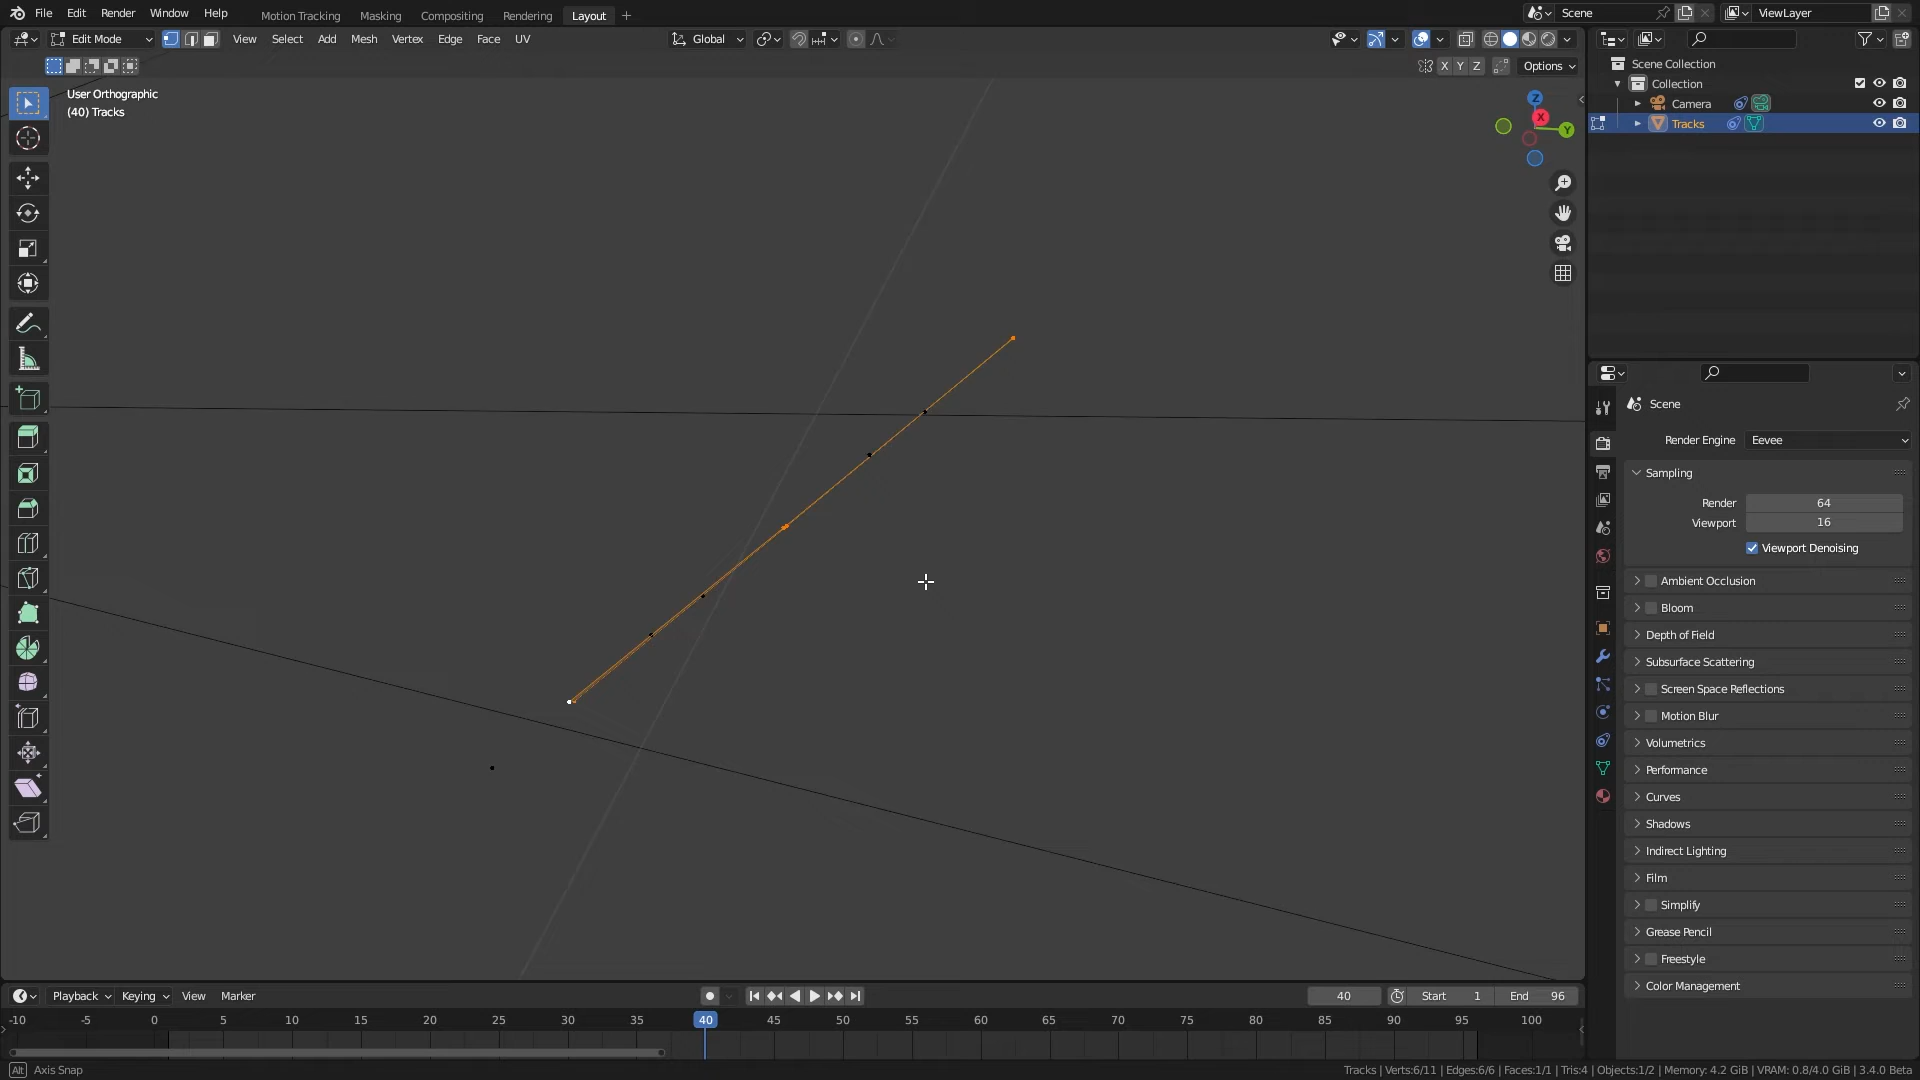 File Edit Render Window Help Motion Tracking Masking Compositing Rendering Layout + Scene ViewLayer
Edit Mode View Select Add Mesh Vertex Edge Face UV Global
X Y Z Options
User Orthographic
(40) Tracks
Z
X
Y
Scene Collection
Collection
Camera
Tracks
Scene
Render Engine Eevee
Sampling
Render 64
Viewport 16
Viewport Denoising
Ambient Occlusion
Bloom
Depth of Field
Subsurface Scattering
Screen Space Reflections
Motion Blur
Volumetrics
Performance
Curves
Shadows
Indirect Lighting
Film
Simplify
Grease Pencil
Freestyle
Color Management
Playback Keying View Marker 40 Start 1 End 96
-10 -5 0 5 10 15 20 25 30 35 40 45 50 55 60 65 70 75 80 85 90 95 100
Alt Axis Snap Tracks | Verts:6/11 | Edges:6/6 | Faces:1/1 | Tris:4 | Objects:1/2 | Memory: 4.2 GiB | VRAM: 0.8/4.0 GiB | 3.4.0 Beta